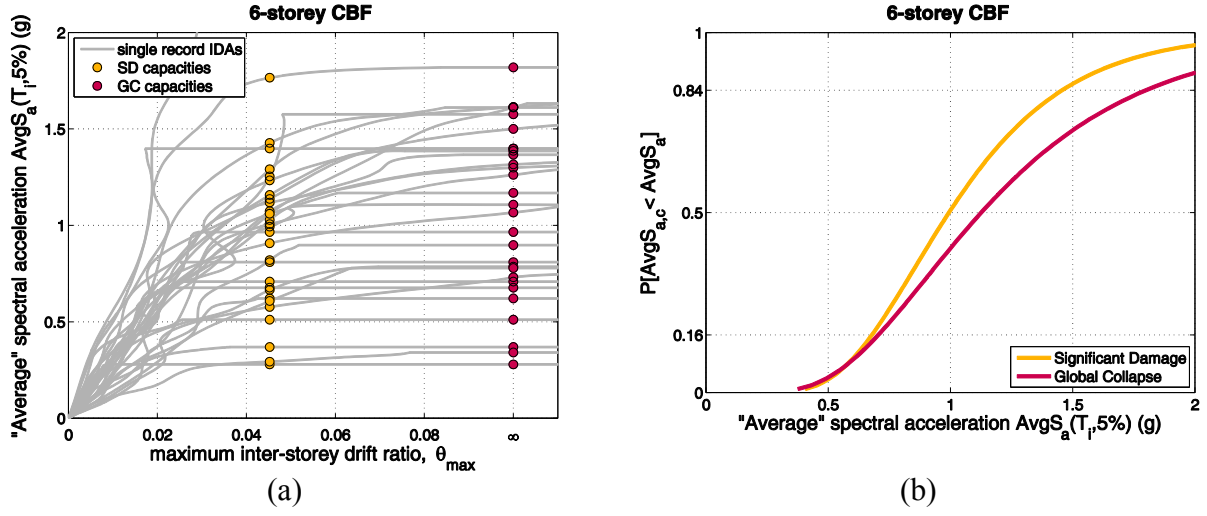 6-storey CBF
"Average" spectral acceleration AvgSa(Ti,5%) (g)
2
1.5
1
0.5
0
single record IDAs
SD capacities
GC capacities
0 0.02 0.04 0.06 0.08 ∞
maximum inter-storey drift ratio, θmax
(a)
6-storey CBF
P[AvgSa,c < AvgSa]
1
0.84
0.5
0.16
0
Significant Damage
Global Collapse
0 0.5 1 1.5 2
"Average" spectral acceleration AvgSa(Ti,5%) (g)
(b)